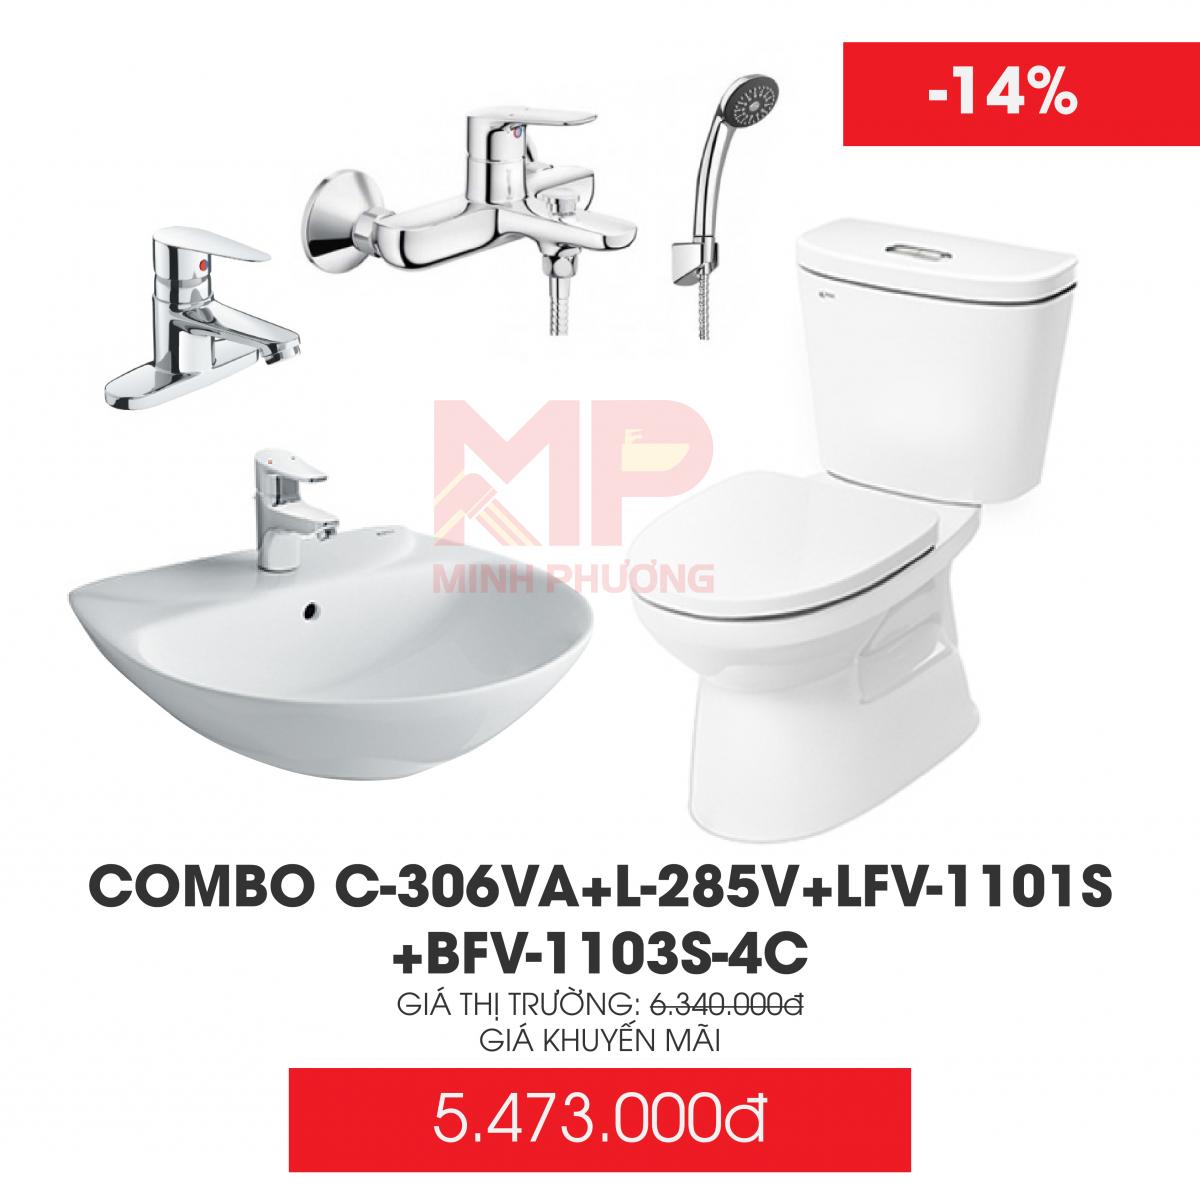 -14%
MP
MINH PHƯƠNG
COMBO C-306VA+L-285V+LFV-1101S
+BFV-1103S-4C
GIÁ THỊ TRƯỜNG: 6.340.000đ
GIÁ KHUYẾN MÃI
5.473.000đ